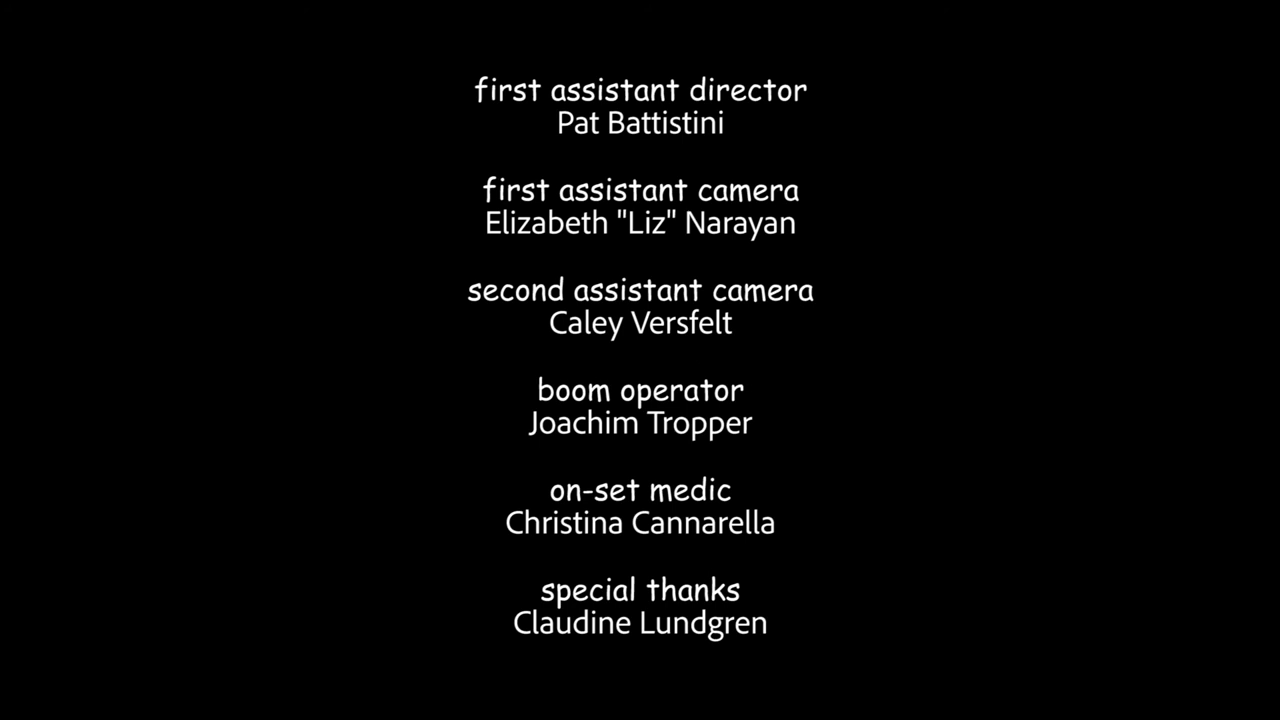 first assistant director
Pat Battistini
first assistant camera
Elizabeth "Liz" Narayan
second assistant camera
Caley Versfelt
boom operator
Joachim Tropper
on-set medic
Christina Cannarella
special thanks
Claudine Lundgren